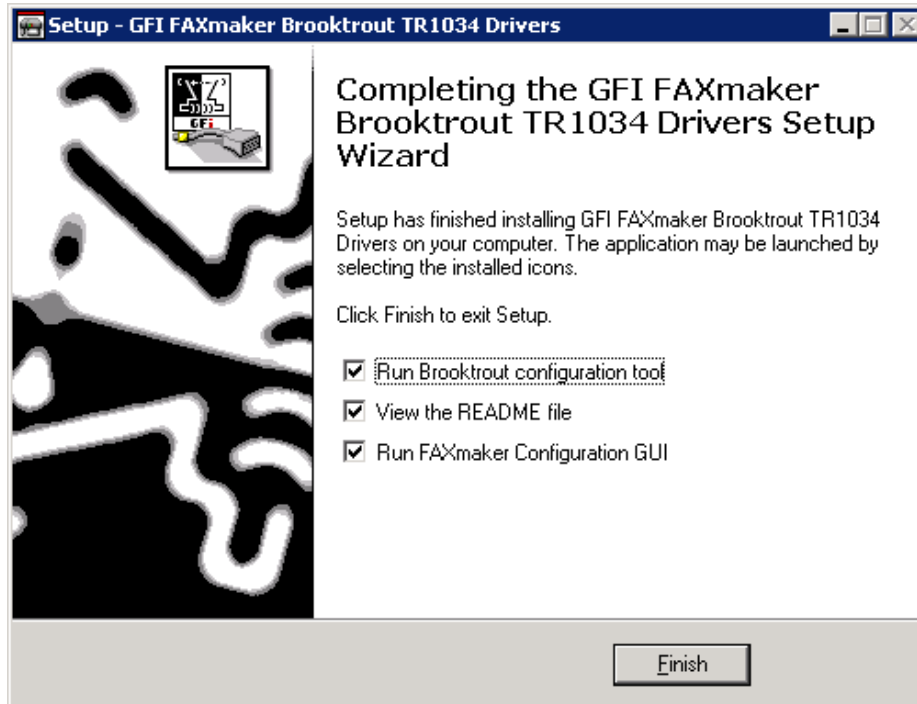 Setup - GFI FAXmaker Brooktrout TR1034 Drivers
GFi
Completing the GFI FAXmaker
Brooktrout TR1034 Drivers Setup
Wizard
Setup has finished installing GFI FAXmaker Brooktrout TR1034
Drivers on your computer. The application may be launched by
selecting the installed icons.
Click Finish to exit Setup.
Run Brooktrout configuration tool
View the README file
Run FAXmaker Configuration GUI
Finish